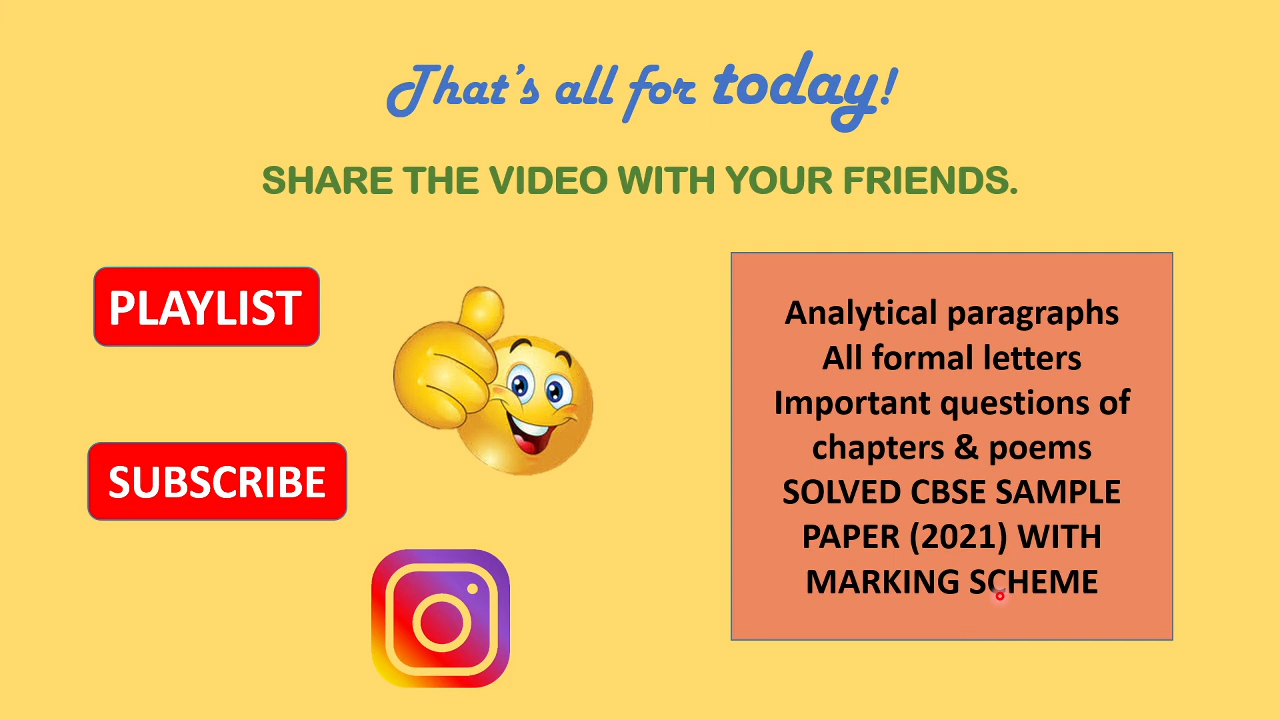 That's all for today!
SHARE THE VIDEO WITH YOUR FRIENDS.
PLAYLIST
SUBSCRIBE
Analytical paragraphs
All formal letters
Important questions of
chapters & poems
SOLVED CBSE SAMPLE
PAPER (2021) WITH
MARKING SCHEME